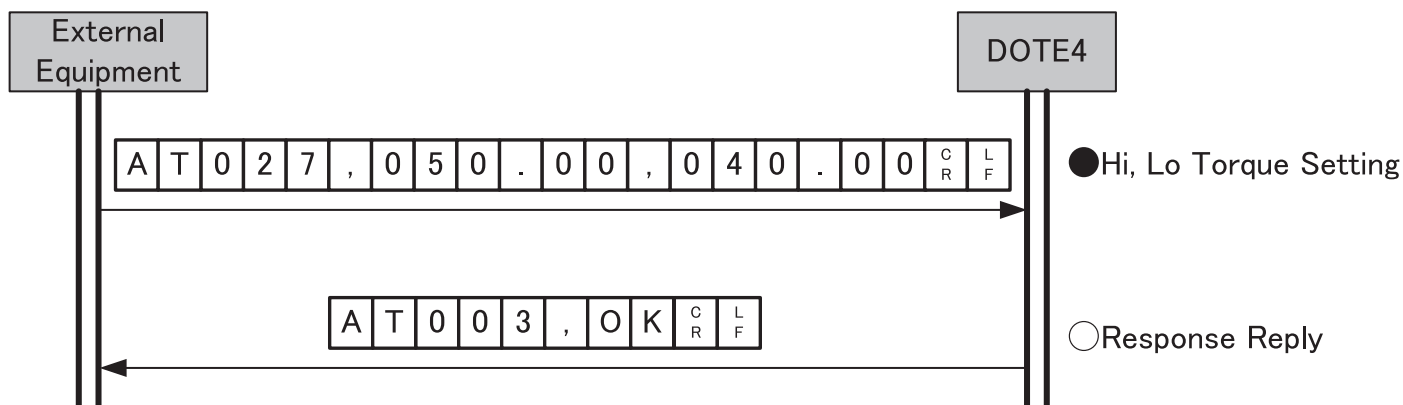 External
Equipment
DOTE4
AT027,050.00,040.00CRLF
●Hi, Lo Torque Setting
AT003,OKCRLF
○Response Reply